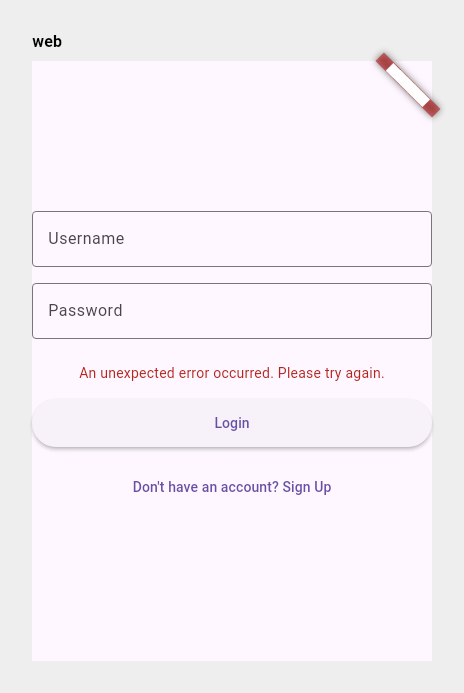 web
Username
Password
An unexpected error occurred. Please try again.
Login
Don't have an account? Sign Up